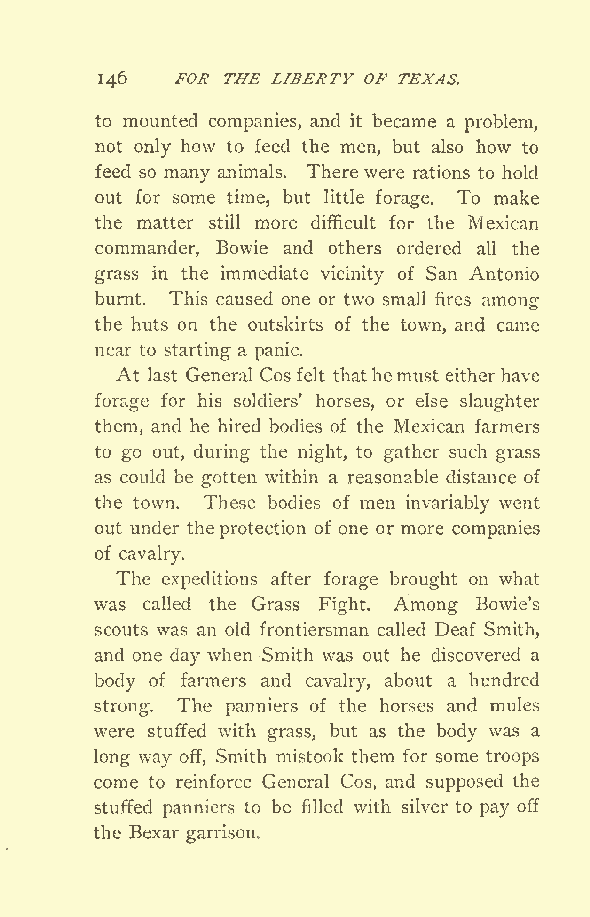 146 FOR THE LIBERTY OF TEXAS.
to mounted companies, and it became a problem,
not only how to feed the men, but also how to
feed so many animals. There were rations to hold
out for some time, but little forage. To make
the matter still more difficult for the Mexican
commander, Bowie and others ordered all the
grass in the immediate vicinity of San Antonio
burnt. This caused one or two small fires among
the huts on the outskirts of the town, and came
near to starting a panic.
At last General Cos felt that he must either have
forage for his soldiers' horses, or else slaughter
them, and he hired bodies of the Mexican farmers
to go out, during the night, to gather such grass
as could be gotten within a reasonable distance of
the town. These bodies of men invariably went
out under the protection of one or more companies
of cavalry.
The expeditions after forage brought on what
was called the Grass Fight. Among Bowie's
scouts was an old frontiersman called Deaf Smith,
and one day when Smith was out he discovered a
body of farmers and cavalry, about a hundred
strong. The panniers of the horses and mules
were stuffed with grass, but as the body was a
long way off, Smith mistook them for some troops
come to reinforce General Cos, and supposed the
stuffed panniers to be filled with silver to pay off
the Bexar garrison.